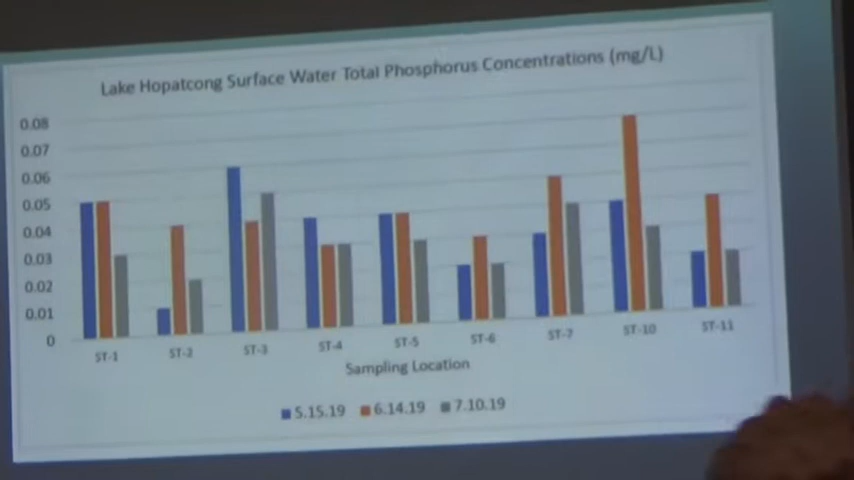 Lake Hopatcong Surface Water Total Phosphorus Concentrations (mg/L)
0.08
0.07
0.06
0.05
0.04
0.03
0.02
0.01
0
ST-1 ST-2 ST-3 ST-4 ST-5 ST-6 ST-7 ST-10 ST-11
Sampling Location
5.15.19 6.14.19 7.10.19